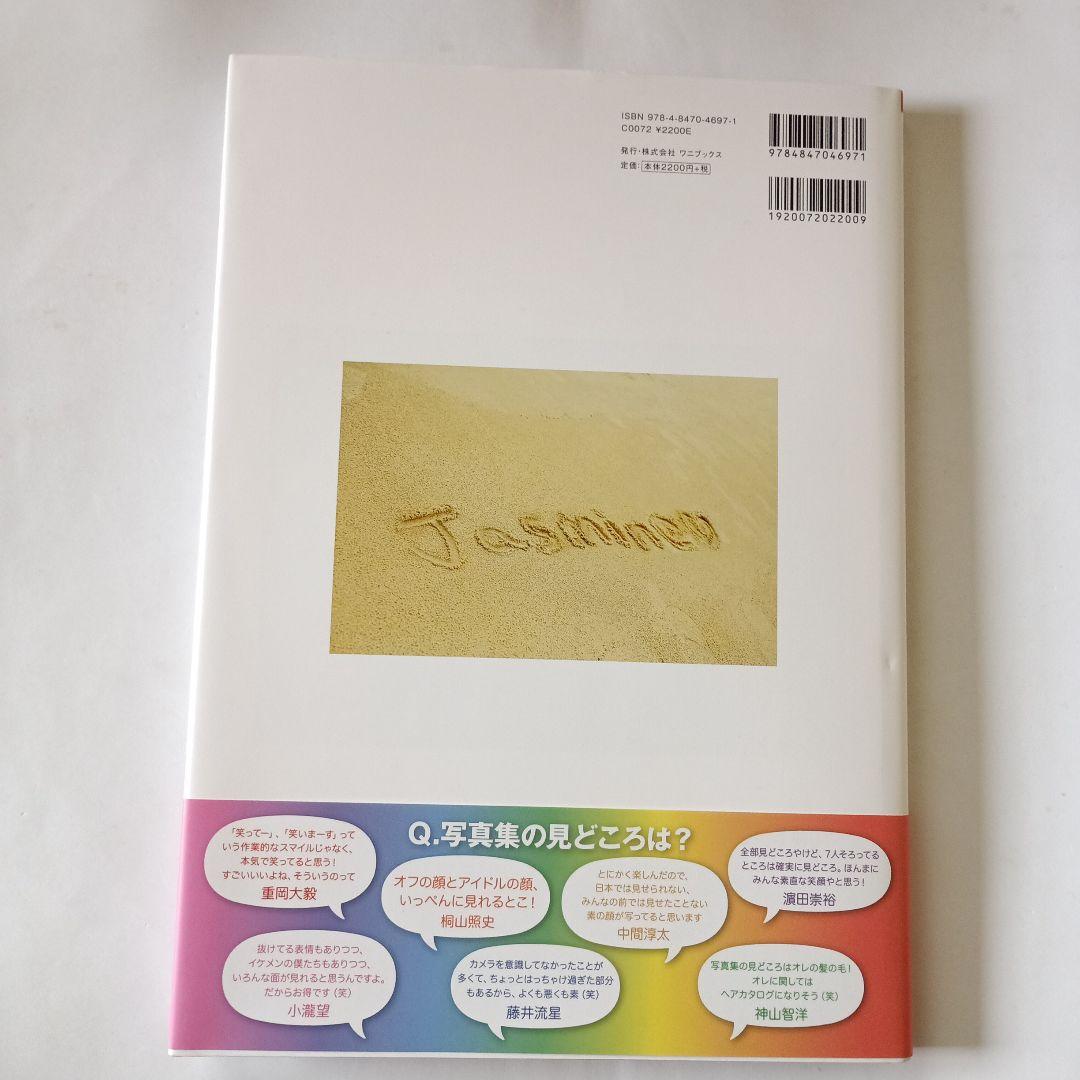 ISBN 978-4-8470-4697-1
C0072 ¥2200E
発行・株式会社 ワニブックス
定価：本体2200円+税
9784847046971
1920072022009
Jasmine
Q.写真集の見どころは？
「笑ってー」、「笑いまーす」って
いう作業的なスマイルじゃなく、
本気で笑ってると思う！
すごいいいよね、そういうのって
重岡大毅
オフの顔とアイドルの顔、
いっぺんに見れるとこ！
桐山照史
とにかく楽しんだので、
日本では見せられない、
みんなの前では見せたことない
素の顔が写ってると思います
中間淳太
全部見どころやけど、7人そろってる
ところは確実に見どころ。ほんまに
みんな素直な笑顔やと思う！
濵田崇裕
抜けてる表情もありつつ、
イケメンの僕たちもありつつ、
いろんな面が見れると思うんですよ。
だからお得です（笑）
小瀧望
カメラを意識してなかったことが
多くて、ちょっとはっちゃけ過ぎた部分
もあるから、よくも悪くも素（笑）
藤井流星
写真集の見どころはオレの髪の毛！
オレに関しては
ヘアカタログになりそう（笑）
神山智洋